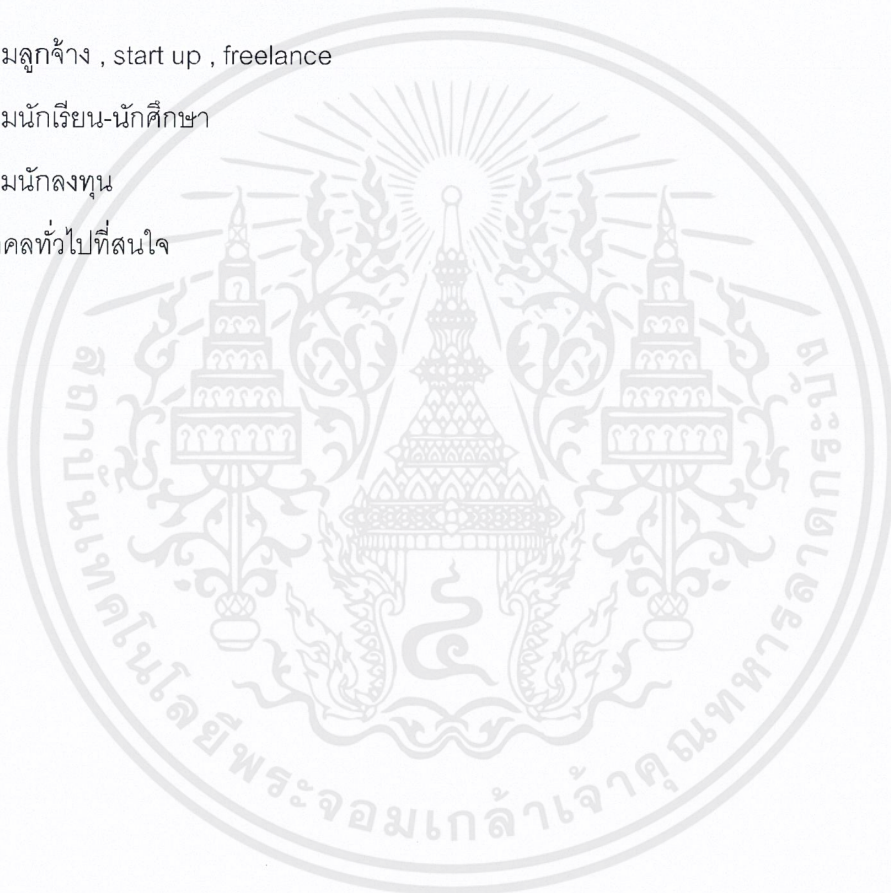 มลูกจ้าง , start up , freelance
มนักเรียน-นักศึกษา
มนักลงทุน
คลทั่วไปที่สนใจ
สถาบันเทคโนโลยีพระจอมเกล้าเจ้าคุณทหารลาดกระบัง